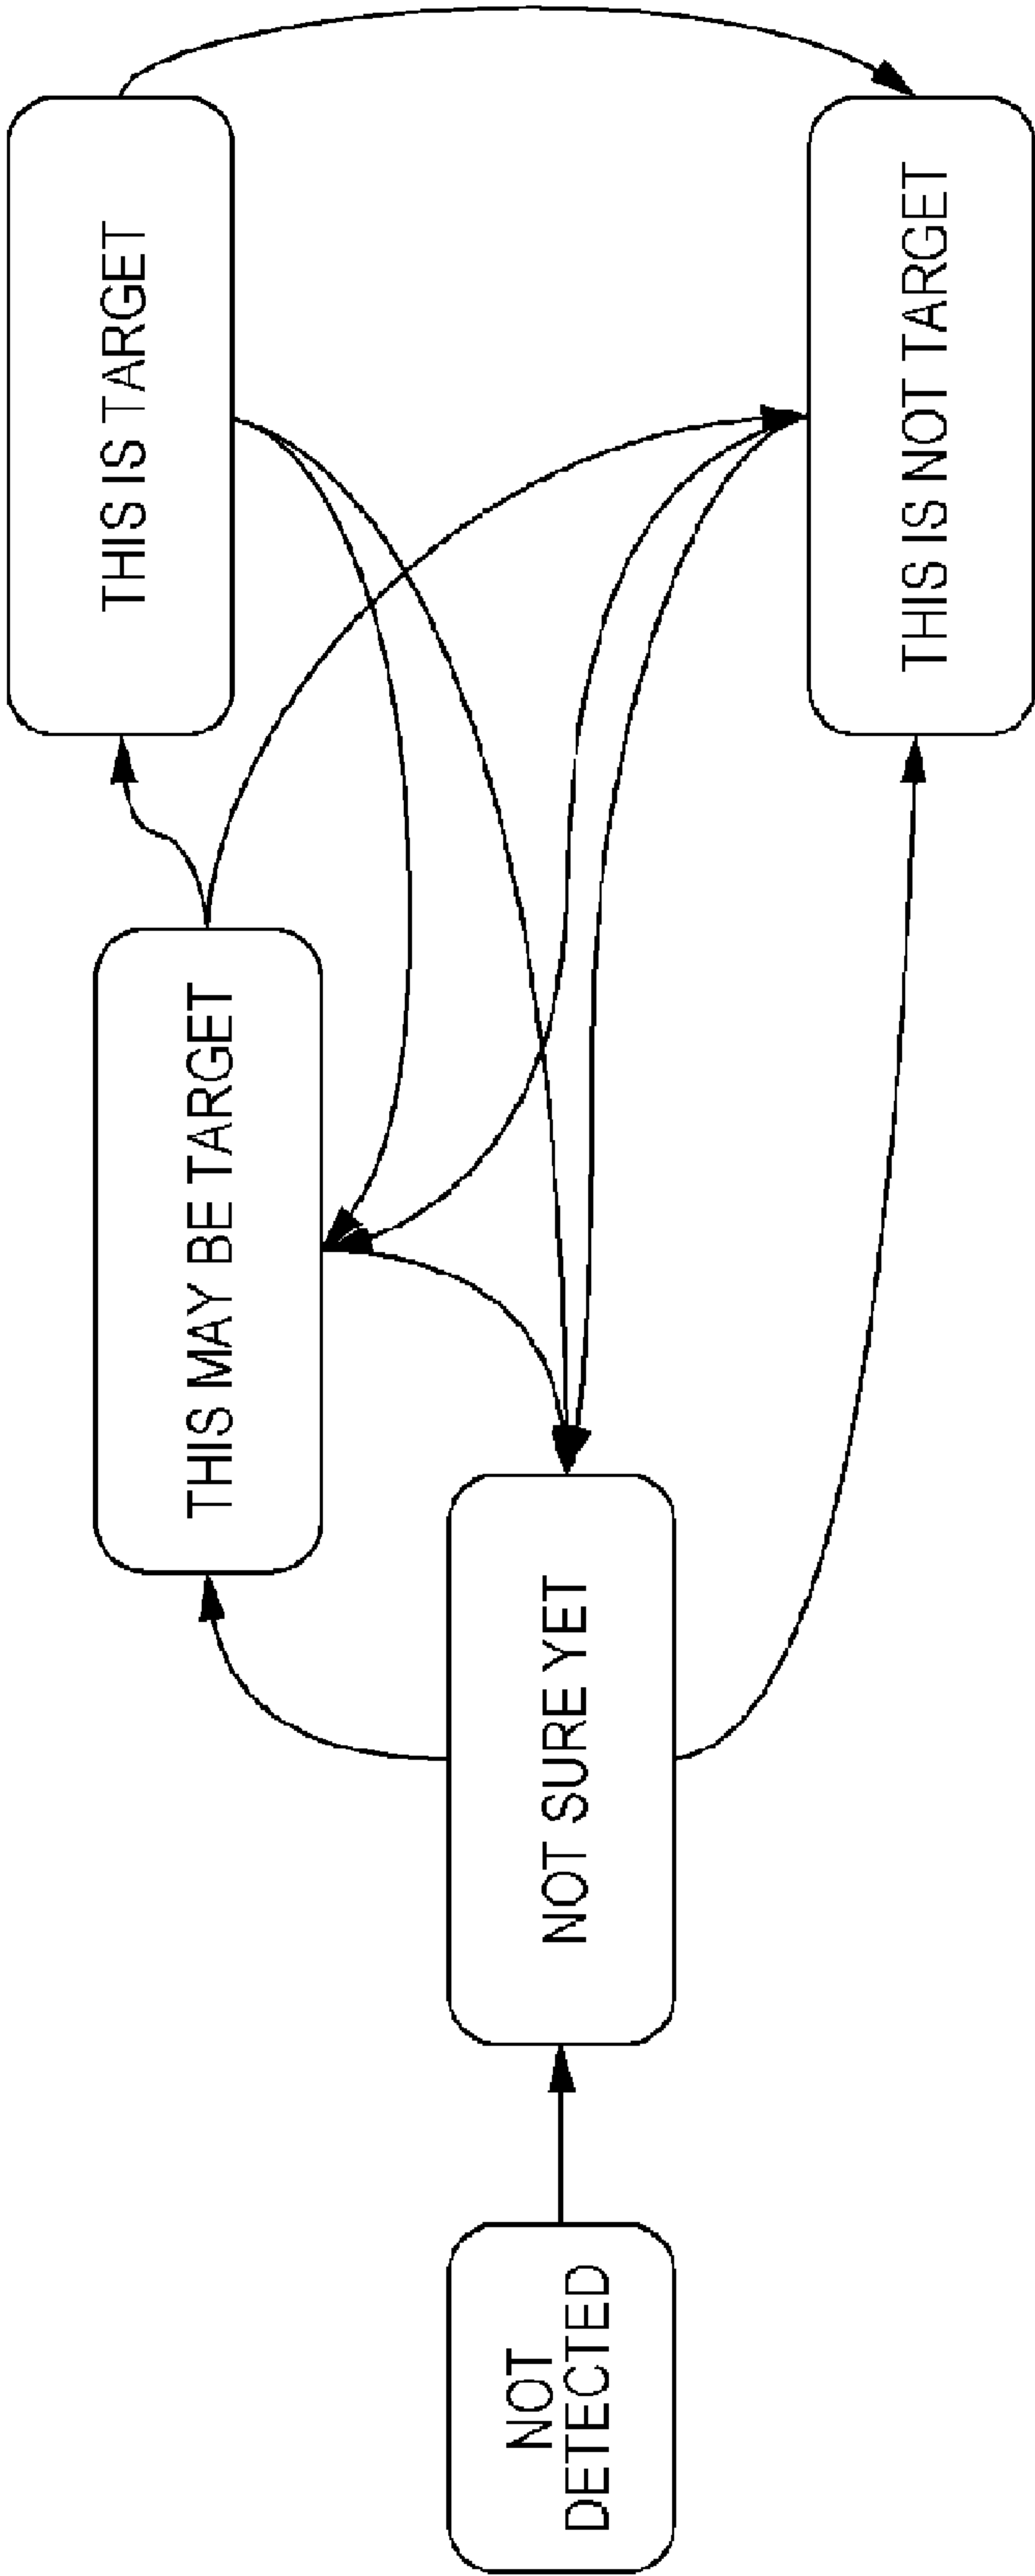 NOT
DETECTED
NOT SURE YET
THIS MAY BE TARGET
THIS IS TARGET
THIS IS NOT TARGET